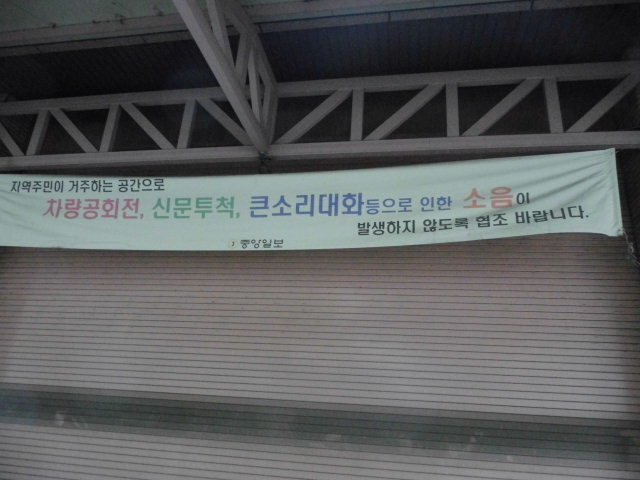 지역주민이 거주하는 공간으로
차량공회전, 신문투척, 큰소리대화등으로 인한 소음이
발생하지 않도록 협조 바랍니다.
J 중앙일보